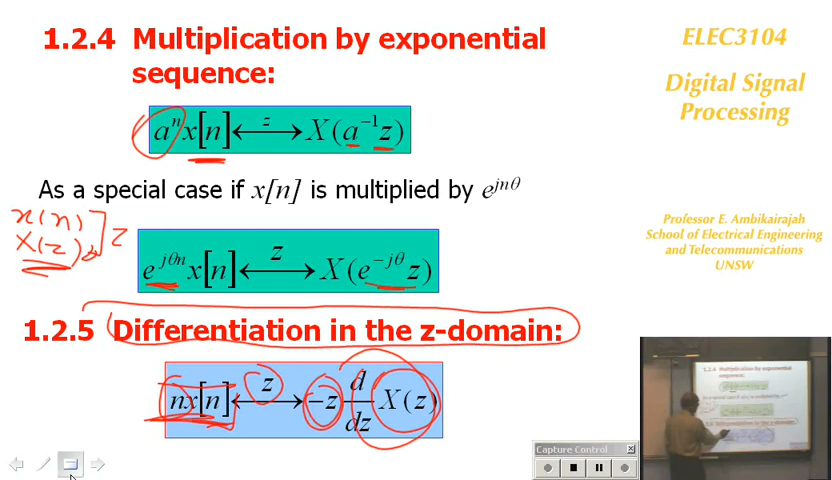 1.2.4 Multiplication by exponential
sequence:
aⁿx[n] ←z→ X(a⁻¹z)
As a special case if x[n] is multiplied by e^{jnθ}
x(n)
X(z)
z
e^{jθn}x[n] ←z→ X(e^{-jθ}z)
1.2.5 Differentiation in the z-domain:
nx[n] ←z→ -z d/dz X(z)
ELEC3104
Digital Signal
Processing
Professor E. Ambikairajah
School of Electrical Engineering
and Telecommunications
UNSW
Capture Control